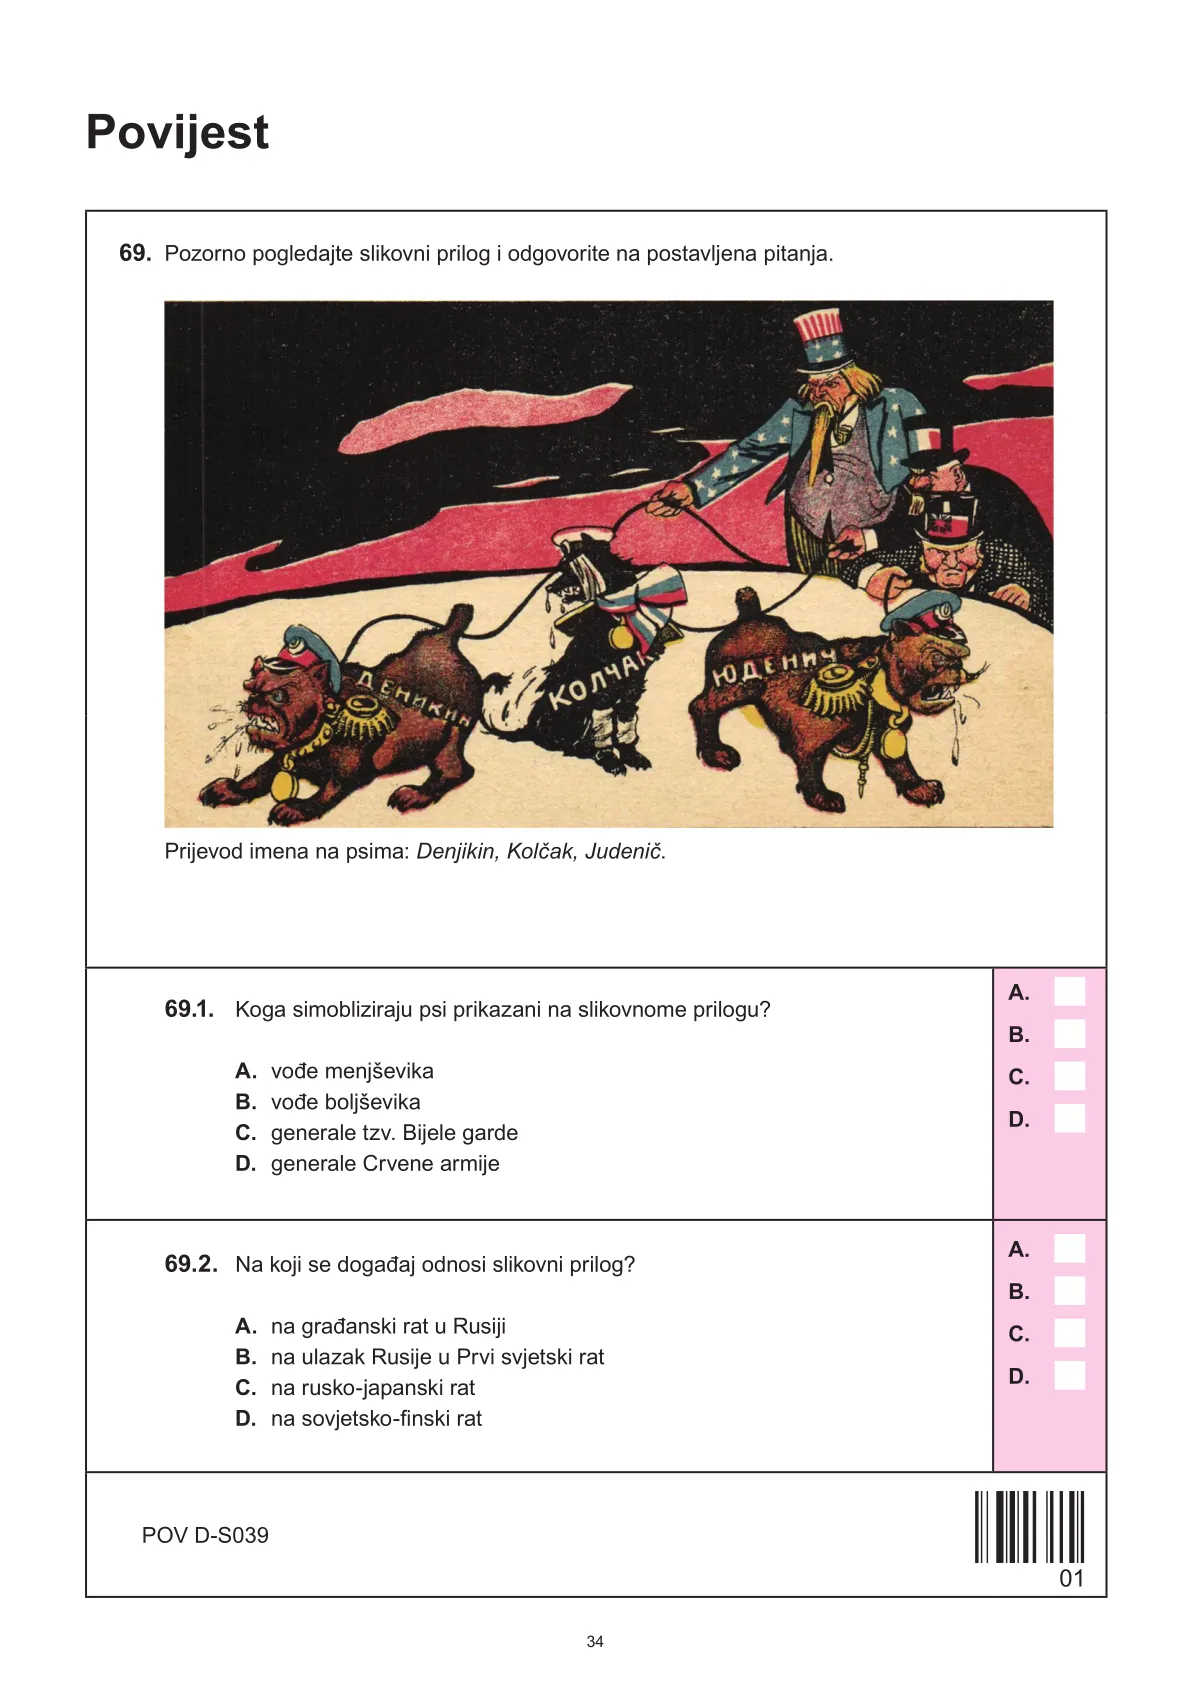 Povijest
69. Pozorno pogledajte slikovni prilog i odgovorite na postavljena pitanja.
ДЕНИКИН
КОЛЧАК
ЮДЕНИЧ
Prijevod imena na psima: Denjikin, Kolčak, Judenič.
69.1. Koga simobliziraju psi prikazani na slikovnome prilogu?
A. vođe menjševika
B. vođe boljševika
C. generale tzv. Bijele garde
D. generale Crvene armije
A.
B.
C.
D.
69.2. Na koji se događaj odnosi slikovni prilog?
A. na građanski rat u Rusiji
B. na ulazak Rusije u Prvi svjetski rat
C. na rusko-japanski rat
D. na sovjetsko-finski rat
A.
B.
C.
D.
POV D-S039
01
34